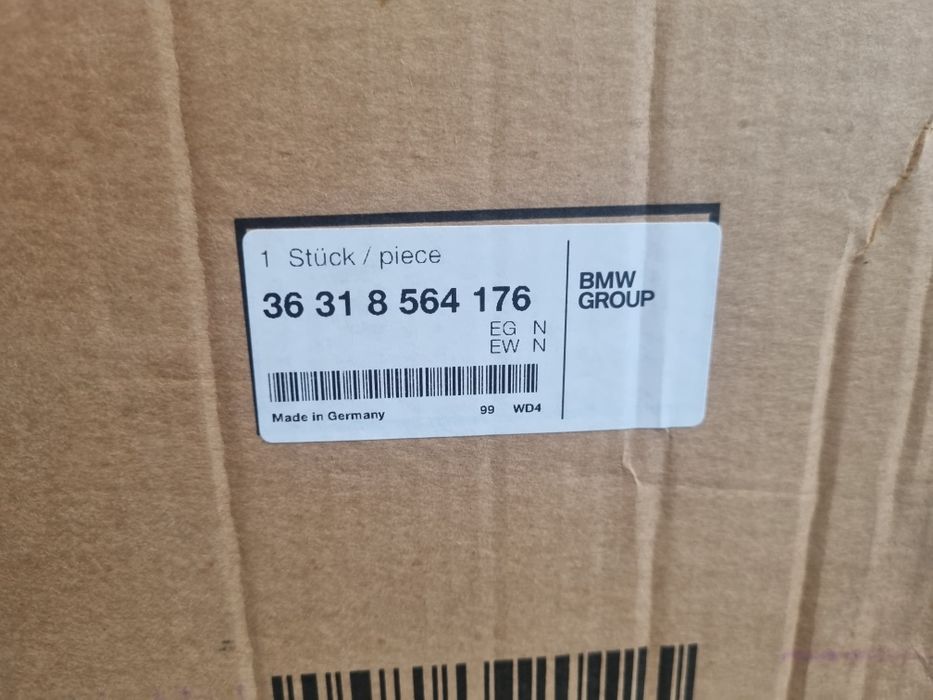 1 Stück / piece
36 31 8 564 176
EG N
EW N
Made in Germany 99 WD4
BMW
GROUP